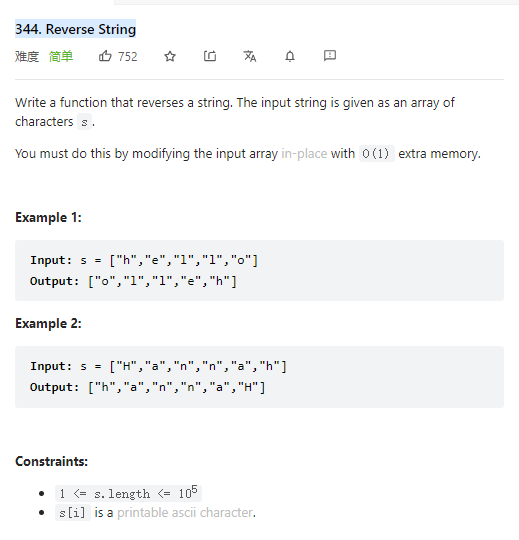 344. Reverse String
难度 简单 752
Write a function that reverses a string. The input string is given as an array of
characters s .
You must do this by modifying the input array in-place with O(1) extra memory.
Example 1:
Input: s = ["h","e","l","l","o"]
Output: ["o","l","l","e","h"]
Example 2:
Input: s = ["H","a","n","n","a","h"]
Output: ["h","a","n","n","a","H"]
Constraints:
• 1 <= s.length <= 10⁵
• s[i] is a printable ascii character.